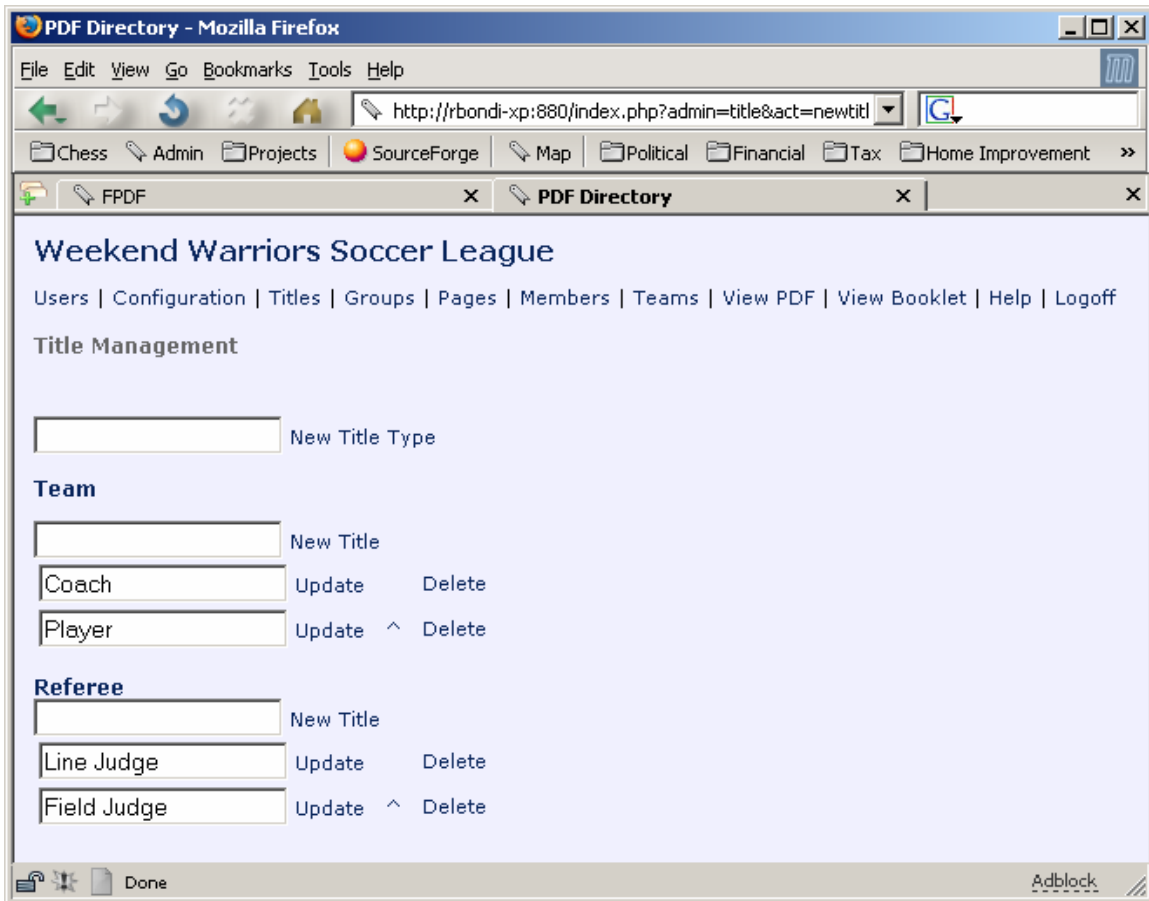 PDF Directory - Mozilla Firefox
File Edit View Go Bookmarks Tools Help
http://rbondi-xp:880/index.php?admin=title&act=newtitl G
Chess Admin Projects SourceForge Map Political Financial Tax Home Improvement »
FPDF x PDF Directory x x
Weekend Warriors Soccer League
Users | Configuration | Titles | Groups | Pages | Members | Teams | View PDF | View Booklet | Help | Logoff
Title Management
New Title Type
Team
New Title
Coach Update Delete
Player Update ^ Delete
Referee
New Title
Line Judge Update Delete
Field Judge Update ^ Delete
Done Adblock